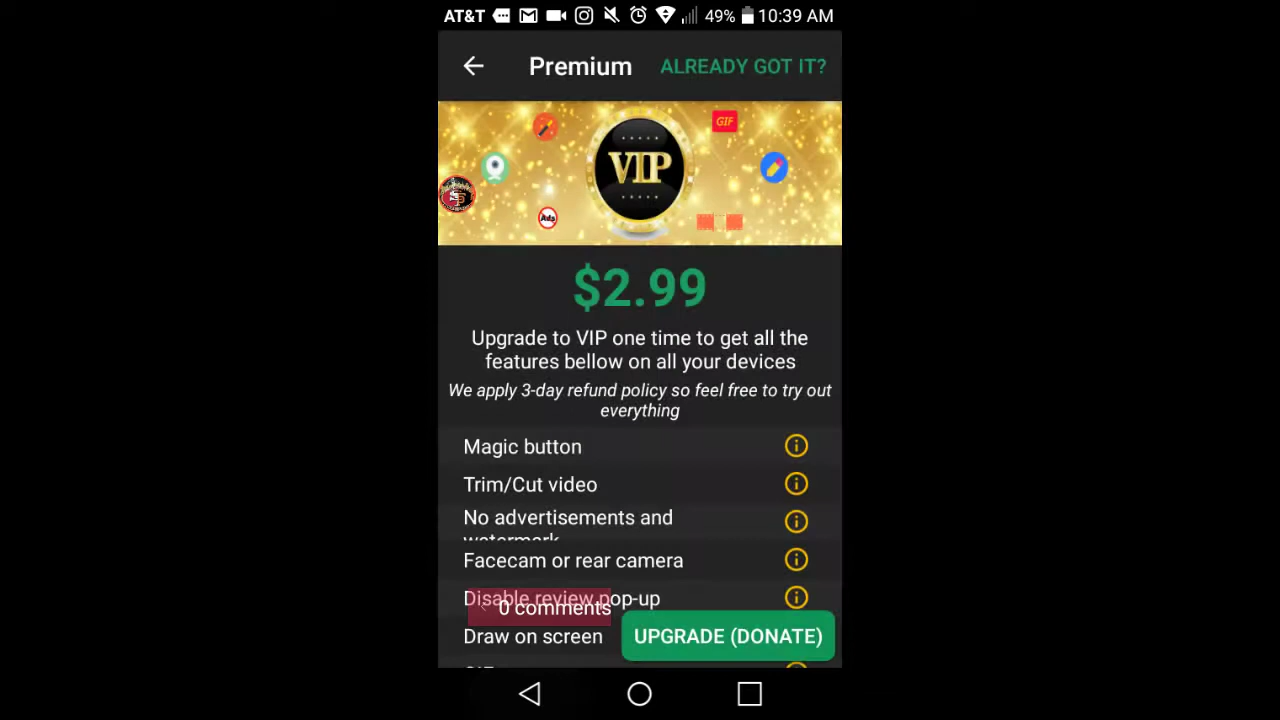 AT&T 49% 10:39 AM
Premium ALREADY GOT IT?
GIF
VIP
Ads
$2.99
Upgrade to VIP one time to get all the
features bellow on all your devices
We apply 3-day refund policy so feel free to try out
everything
Magic button
Trim/Cut video
No advertisements and
watermark
Facecam or rear camera
Disable review pop-up
0 comments
Draw on screen
UPGRADE (DONATE)